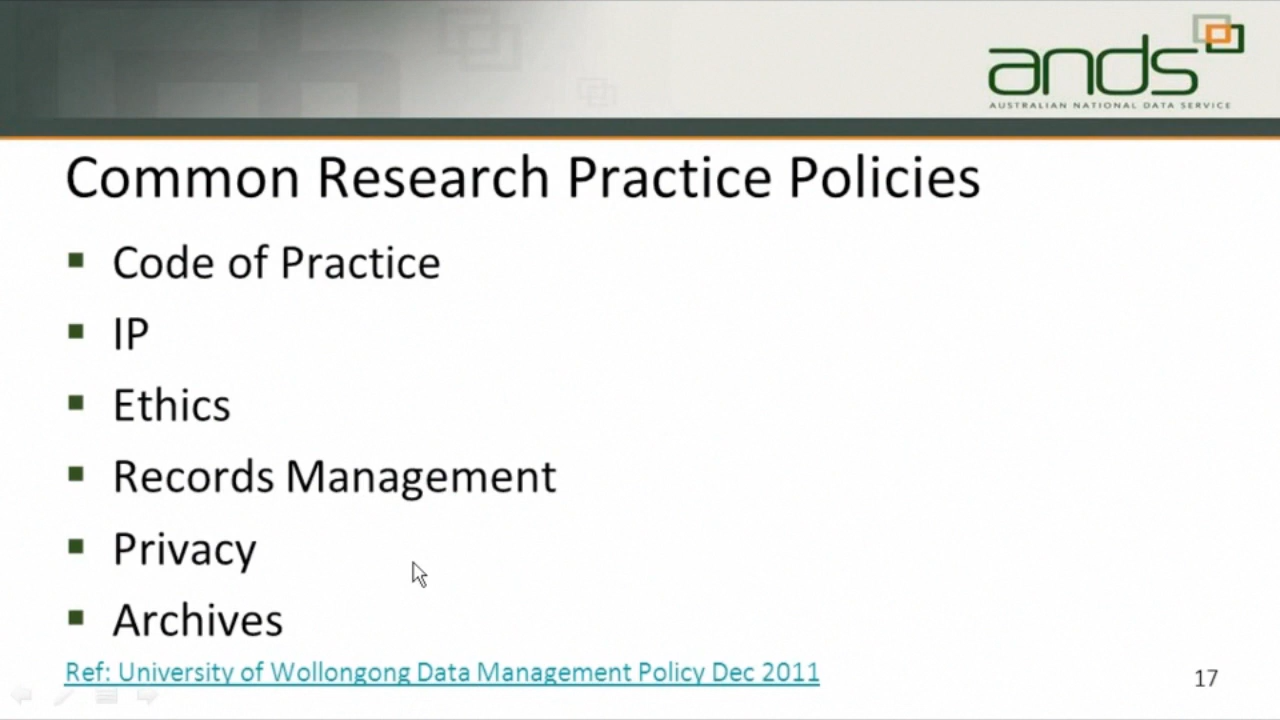 ands
AUSTRALIAN NATIONAL DATA SERVICE
Common Research Practice Policies
Code of Practice
IP
Ethics
Records Management
Privacy
Archives
Ref: University of Wollongong Data Management Policy Dec 2011
17